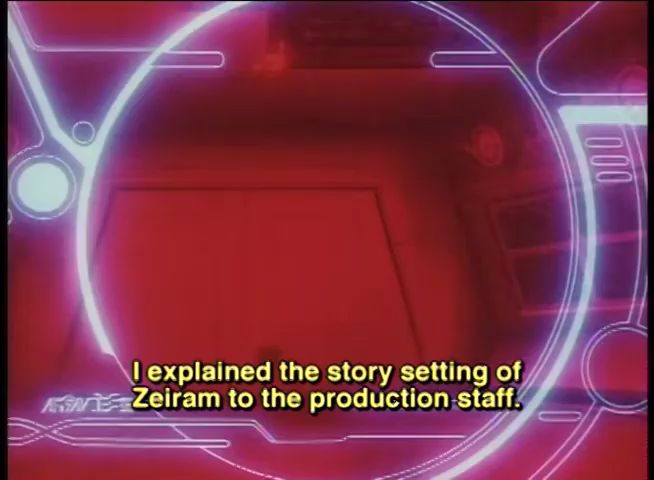 I explained the story setting of
Zeiram to the production staff.